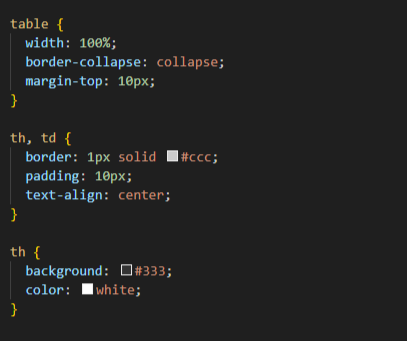 table {
  width: 100%;
  border-collapse: collapse;
  margin-top: 10px;
}

th, td {
  border: 1px solid #ccc;
  padding: 10px;
  text-align: center;
}

th {
  background: #333;
  color: white;
}